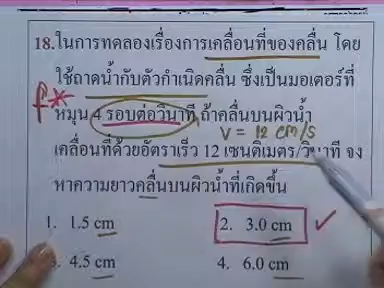 18.ในการทดลองเรื่องการเคลื่อนที่ของคลื่น โดย
ใช้ถาดน้ำกับตัวกำเนิดคลื่น ซึ่งเป็นมอเตอร์ที่
f*
หมุน 4 รอบต่อวินาที ถ้าคลื่นบนผิวน้ำ
v = 12 cm/s
เคลื่อนที่ด้วยอัตราเร็ว 12 เซนติเมตร/วินาที จง
หาความยาวคลื่นบนผิวน้ำที่เกิดขึ้น
1. 1.5 cm 2. 3.0 cm ✓
4.5 cm 4. 6.0 cm